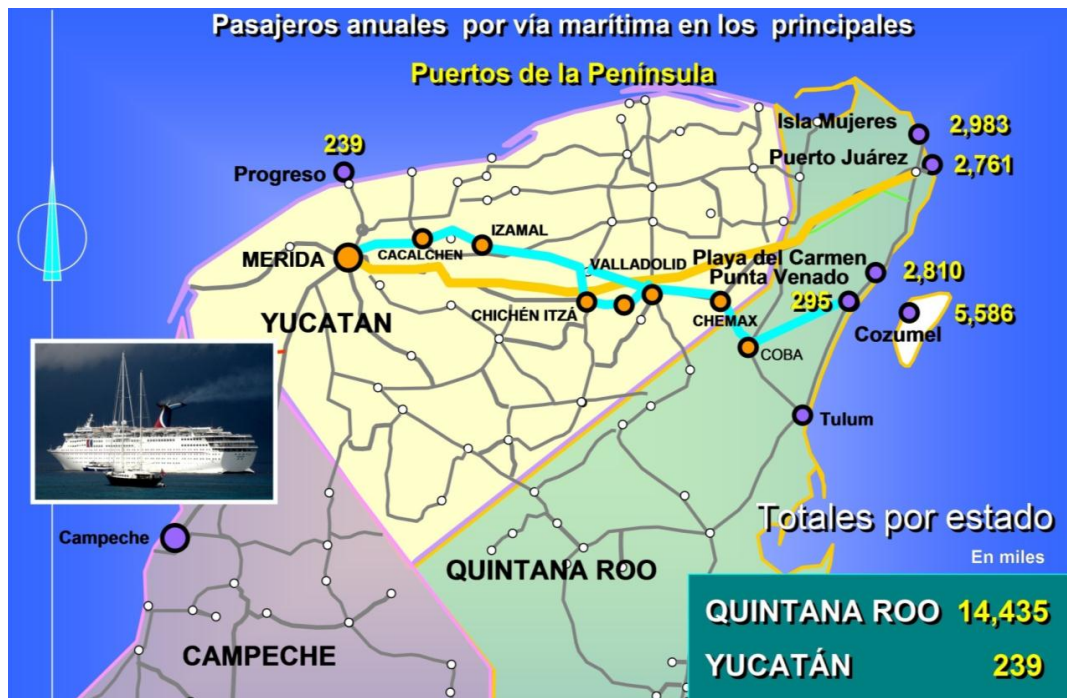 Pasajeros anuales por vía marítima en los principales
Puertos de la Península
Isla Mujeres 2,983
239
Puerto Juárez 2,761
Progreso
IZAMAL
MERIDA
CACALCHEN
VALLADOLID
Playa del Carmen 2,810
Punta Venado
295
CHICHÉN ITZÁ
CHEMAX
5,586
YUCATAN
Cozumel
COBA
Tulum
Campeche
Totales por estado
En miles
QUINTANA ROO
QUINTANA ROO 14,435
CAMPECHE
YUCATÁN 239